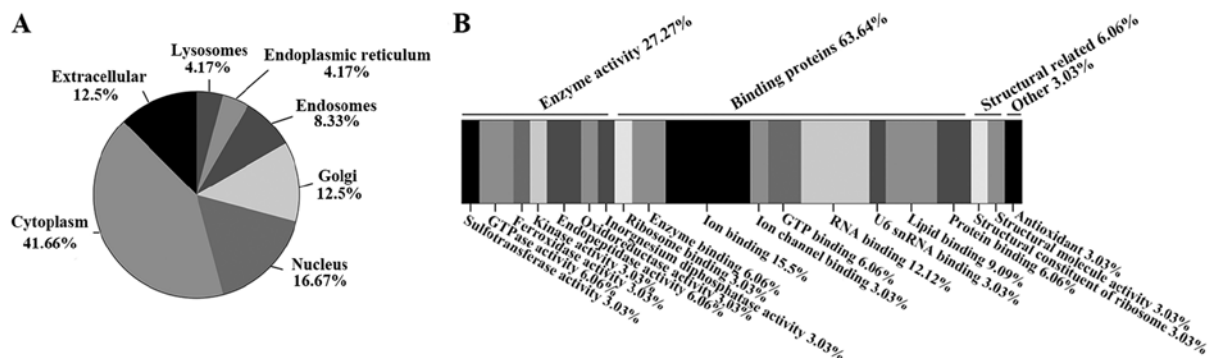 A
Lysosomes
4.17%
Endoplasmic reticulum
4.17%
Extracellular
12.5%
Endosomes
8.33%
Golgi
12.5%
Cytoplasm
41.66%
Nucleus
16.67%
B
Enzyme activity 27.27%
Binding proteins 63.64%
Structural related 6.06%
Other 3.03%
Sulfotransferase activity 3.03%
GTPase activity 6.06%
Ferroxidase activity 3.03%
Kinase activity 3.03%
Endopeptidase activity 6.06%
Oxidoreductase activity 3.03%
Inorgnestum diphosphatase activity 3.03%
Ribosome binding 3.03%
Enzyme binding 6.06%
Ion binding 15.5%
Ion channel binding 3.03%
GTP binding 6.06%
RNA binding 12.12%
U6 snRNA binding 3.03%
Lipid binding 9.09%
Protein binding 6.06%
Structural constituent of ribosome 3.03%
Structural molecule activity 3.03%
Antioxidant 3.03%